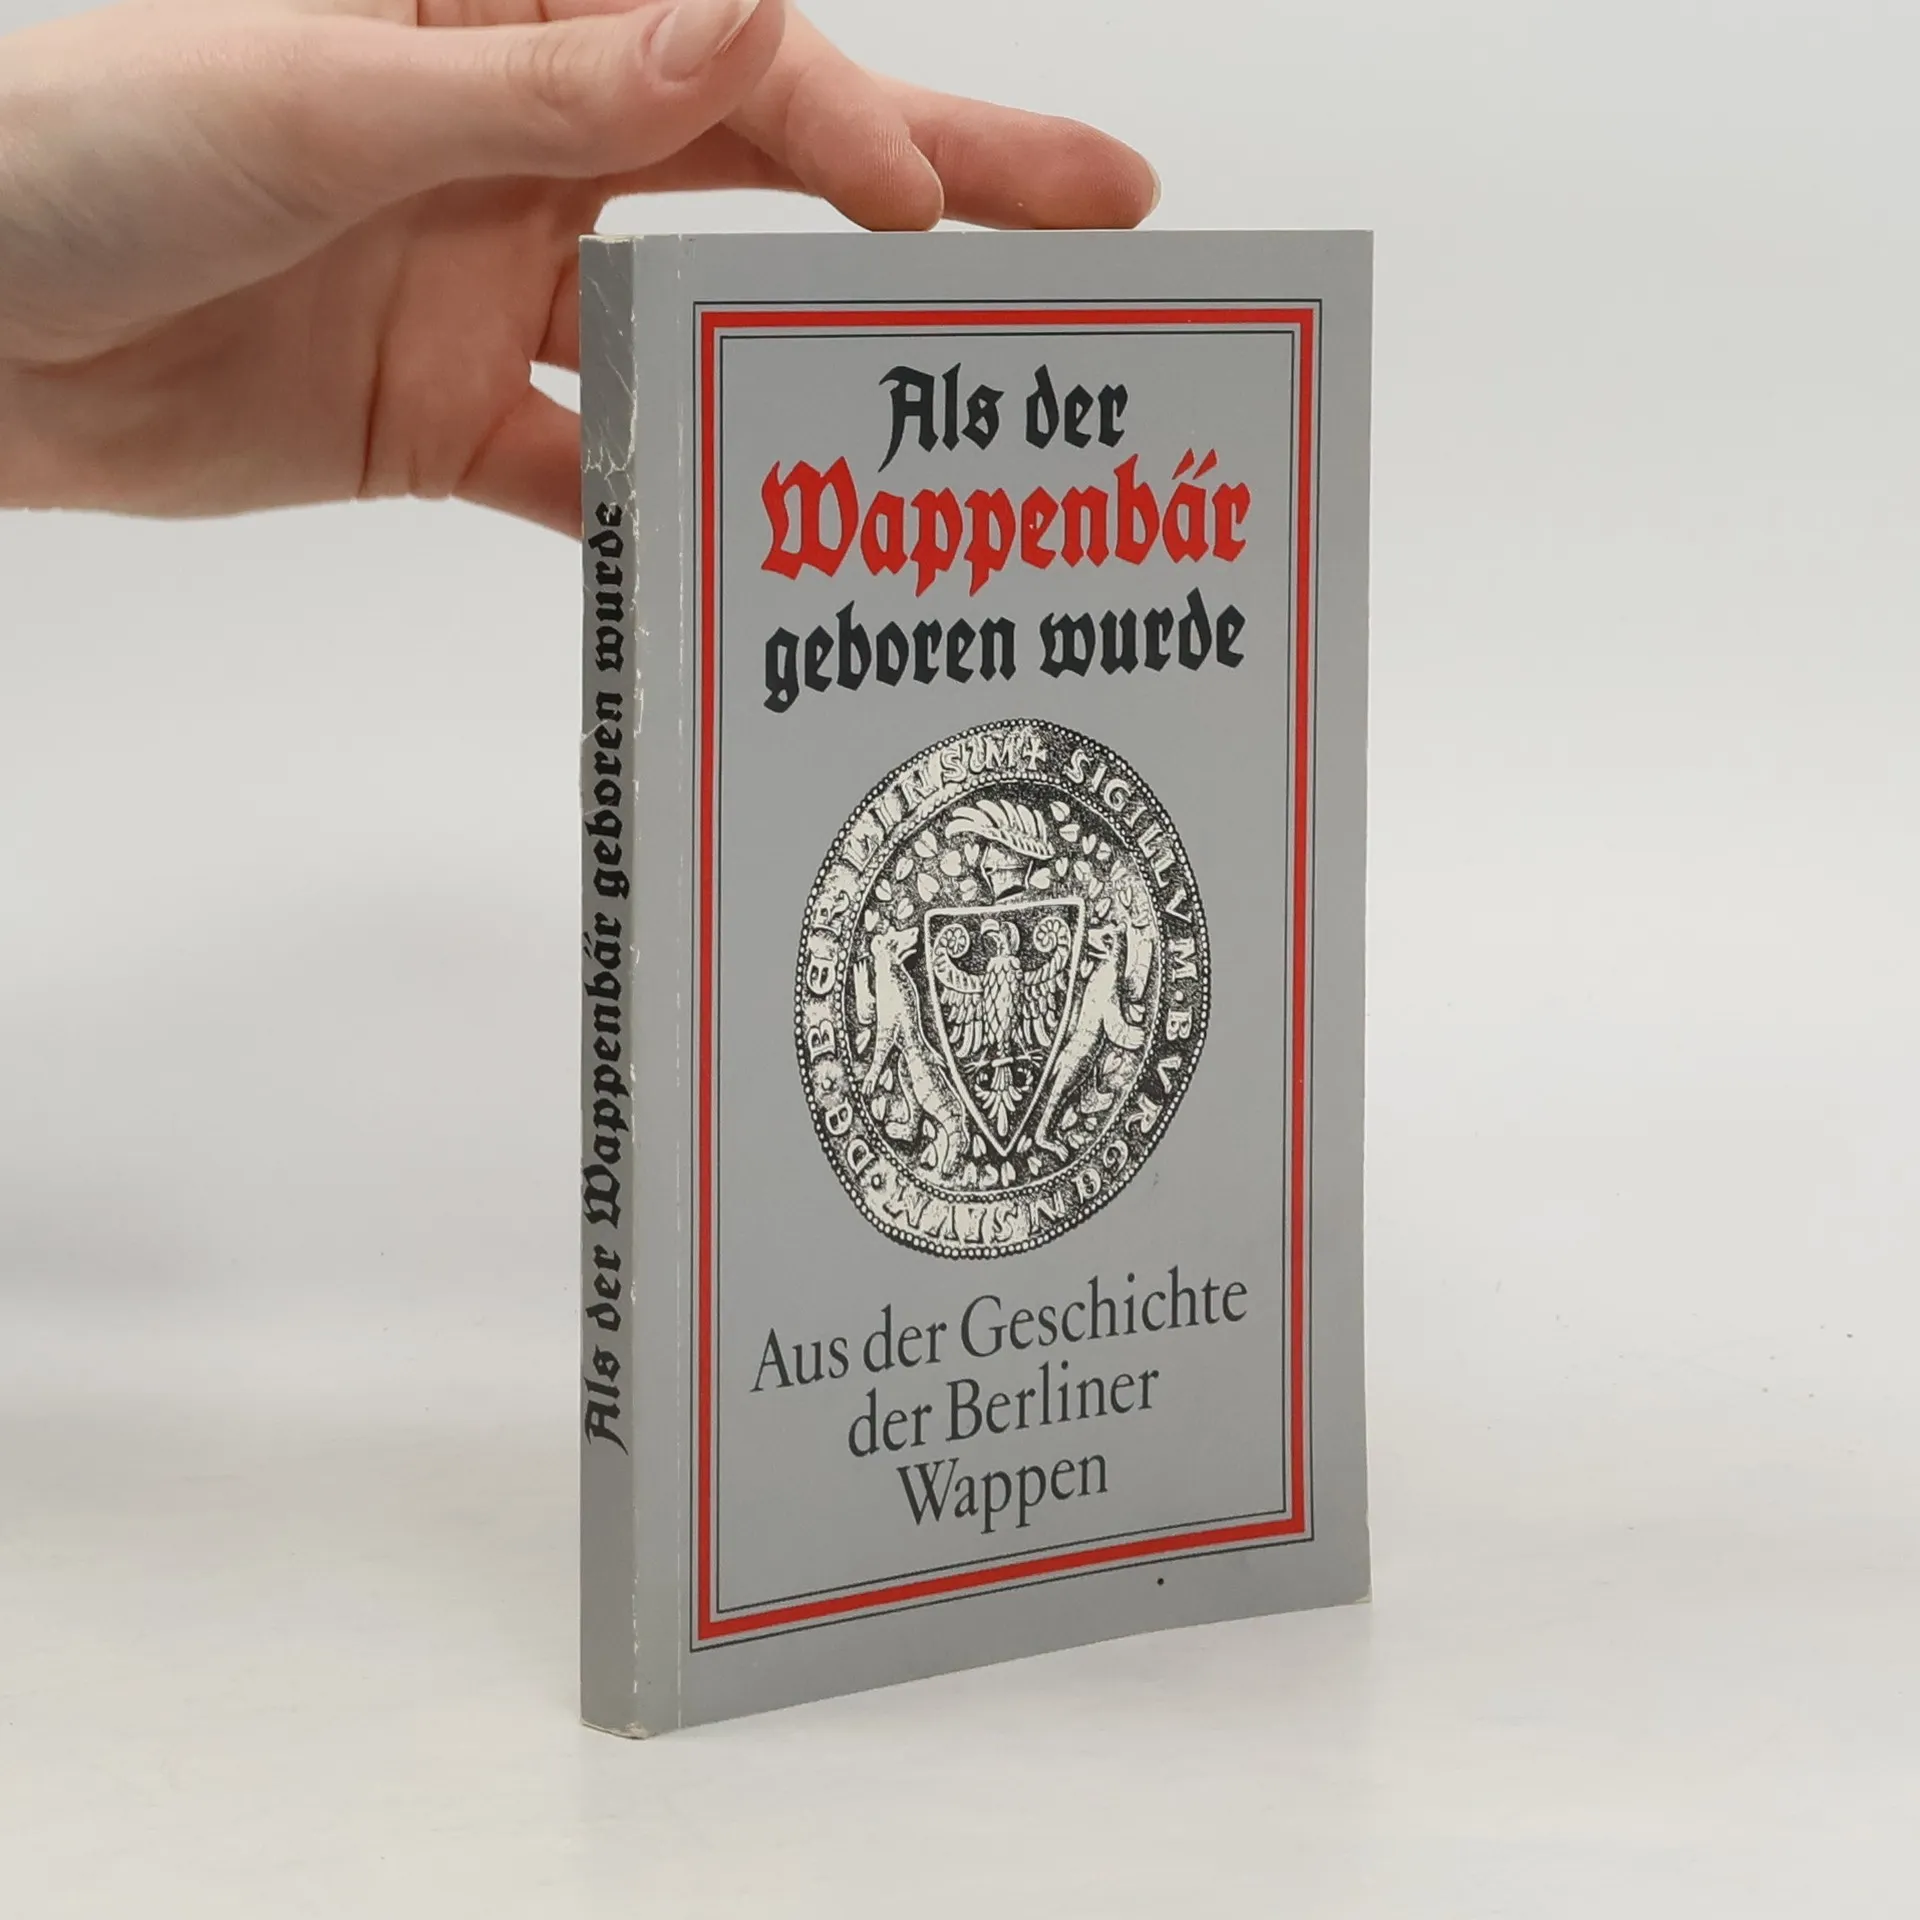 Als der
Wappenbär
geboren wurde
SIGILLVM · BVRGENSIVM · DE BERLINSUM
Aus der Geschichte
der Berliner
Wappen
Als der Wappenbär geboren wurde